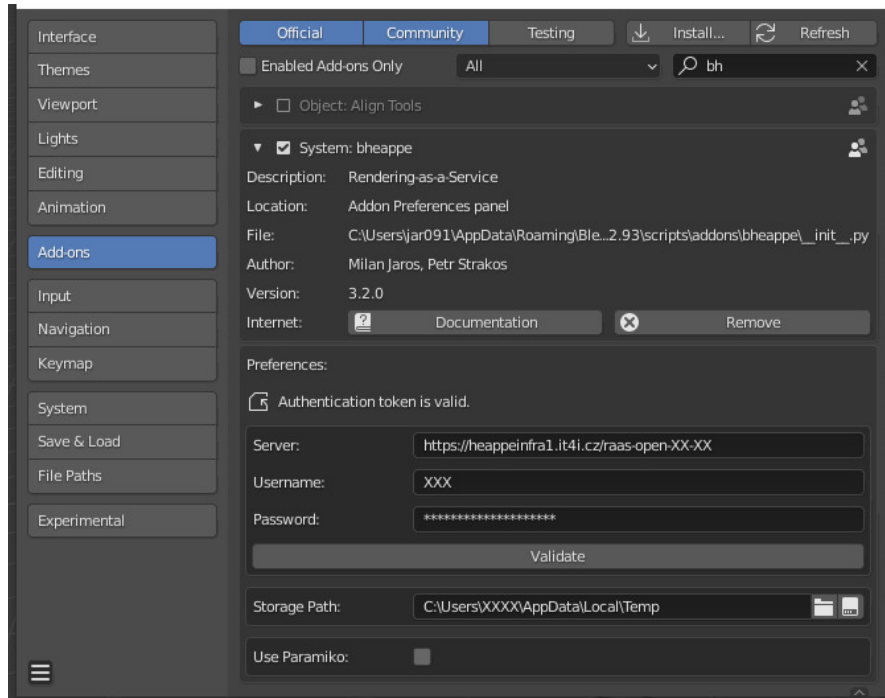 Interface
Themes
Viewport
Lights
Editing
Animation
Add-ons
Input
Navigation
Keymap
System
Save & Load
File Paths
Experimental
Official Community Testing Install... Refresh
Enabled Add-ons Only All bh
Object: Align Tools
System: bheappe
Description: Rendering-as-a-Service
Location: Addon Preferences panel
File: C:\Users\jar091\AppData\Roaming\Ble...2.93\scripts\addons\bheappe\__init__.py
Author: Milan Jaros, Petr Strakos
Version: 3.2.0
Internet: Documentation Remove
Preferences:
Authentication token is valid.
Server: https://heappeinfra1.it4i.cz/raas-open-XX-XX
Username: XXX
Password: ********************
Validate
Storage Path: C:\Users\XXXX\AppData\Local\Temp
Use Paramiko: